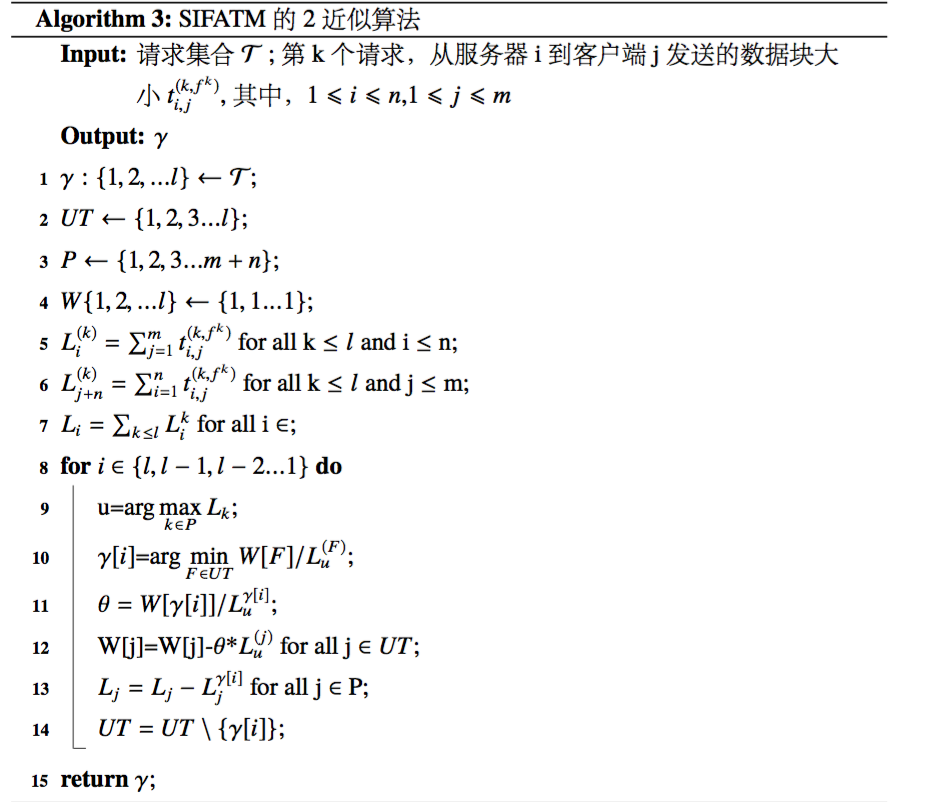 Algorithm 3: SIFATM 的 2 近似算法
Input: 请求集合 𝒯 ; 第 k 个请求，从服务器 i 到客户端 j 发送的数据块大
小 t_{i,j}^{(k,f^k)}, 其中，1 ⩽ i ⩽ n,1 ⩽ j ⩽ m
Output: γ
1 γ : {1, 2, ...l} ← 𝒯;
2 UT ← {1, 2, 3...l};
3 P ← {1, 2, 3...m + n};
4 W{1, 2, ...l} ← {1, 1...1};
5 L_i^{(k)} = ∑_{j=1}^{m} t_{i,j}^{(k,f^k)} for all k ≤ l and i ≤ n;
6 L_{j+n}^{(k)} = ∑_{i=1}^{n} t_{i,j}^{(k,f^k)} for all k ≤ l and j ≤ m;
7 L_i = ∑_{k≤l} L_i^k for all i ∈;
8 for i ∈ {l, l − 1, l − 2...1} do
9 u=arg max_{k∈P} L_k;
10 γ[i]=arg min_{F∈UT} W[F]/L_u^{(F)};
11 θ = W[γ[i]]/L_u^{γ[i]};
12 W[j]=W[j]-θ*L_u^{(j)} for all j ∈ UT;
13 L_j = L_j − L_j^{γ[i]} for all j ∈ P;
14 UT = UT \ {γ[i]};
15 return γ;